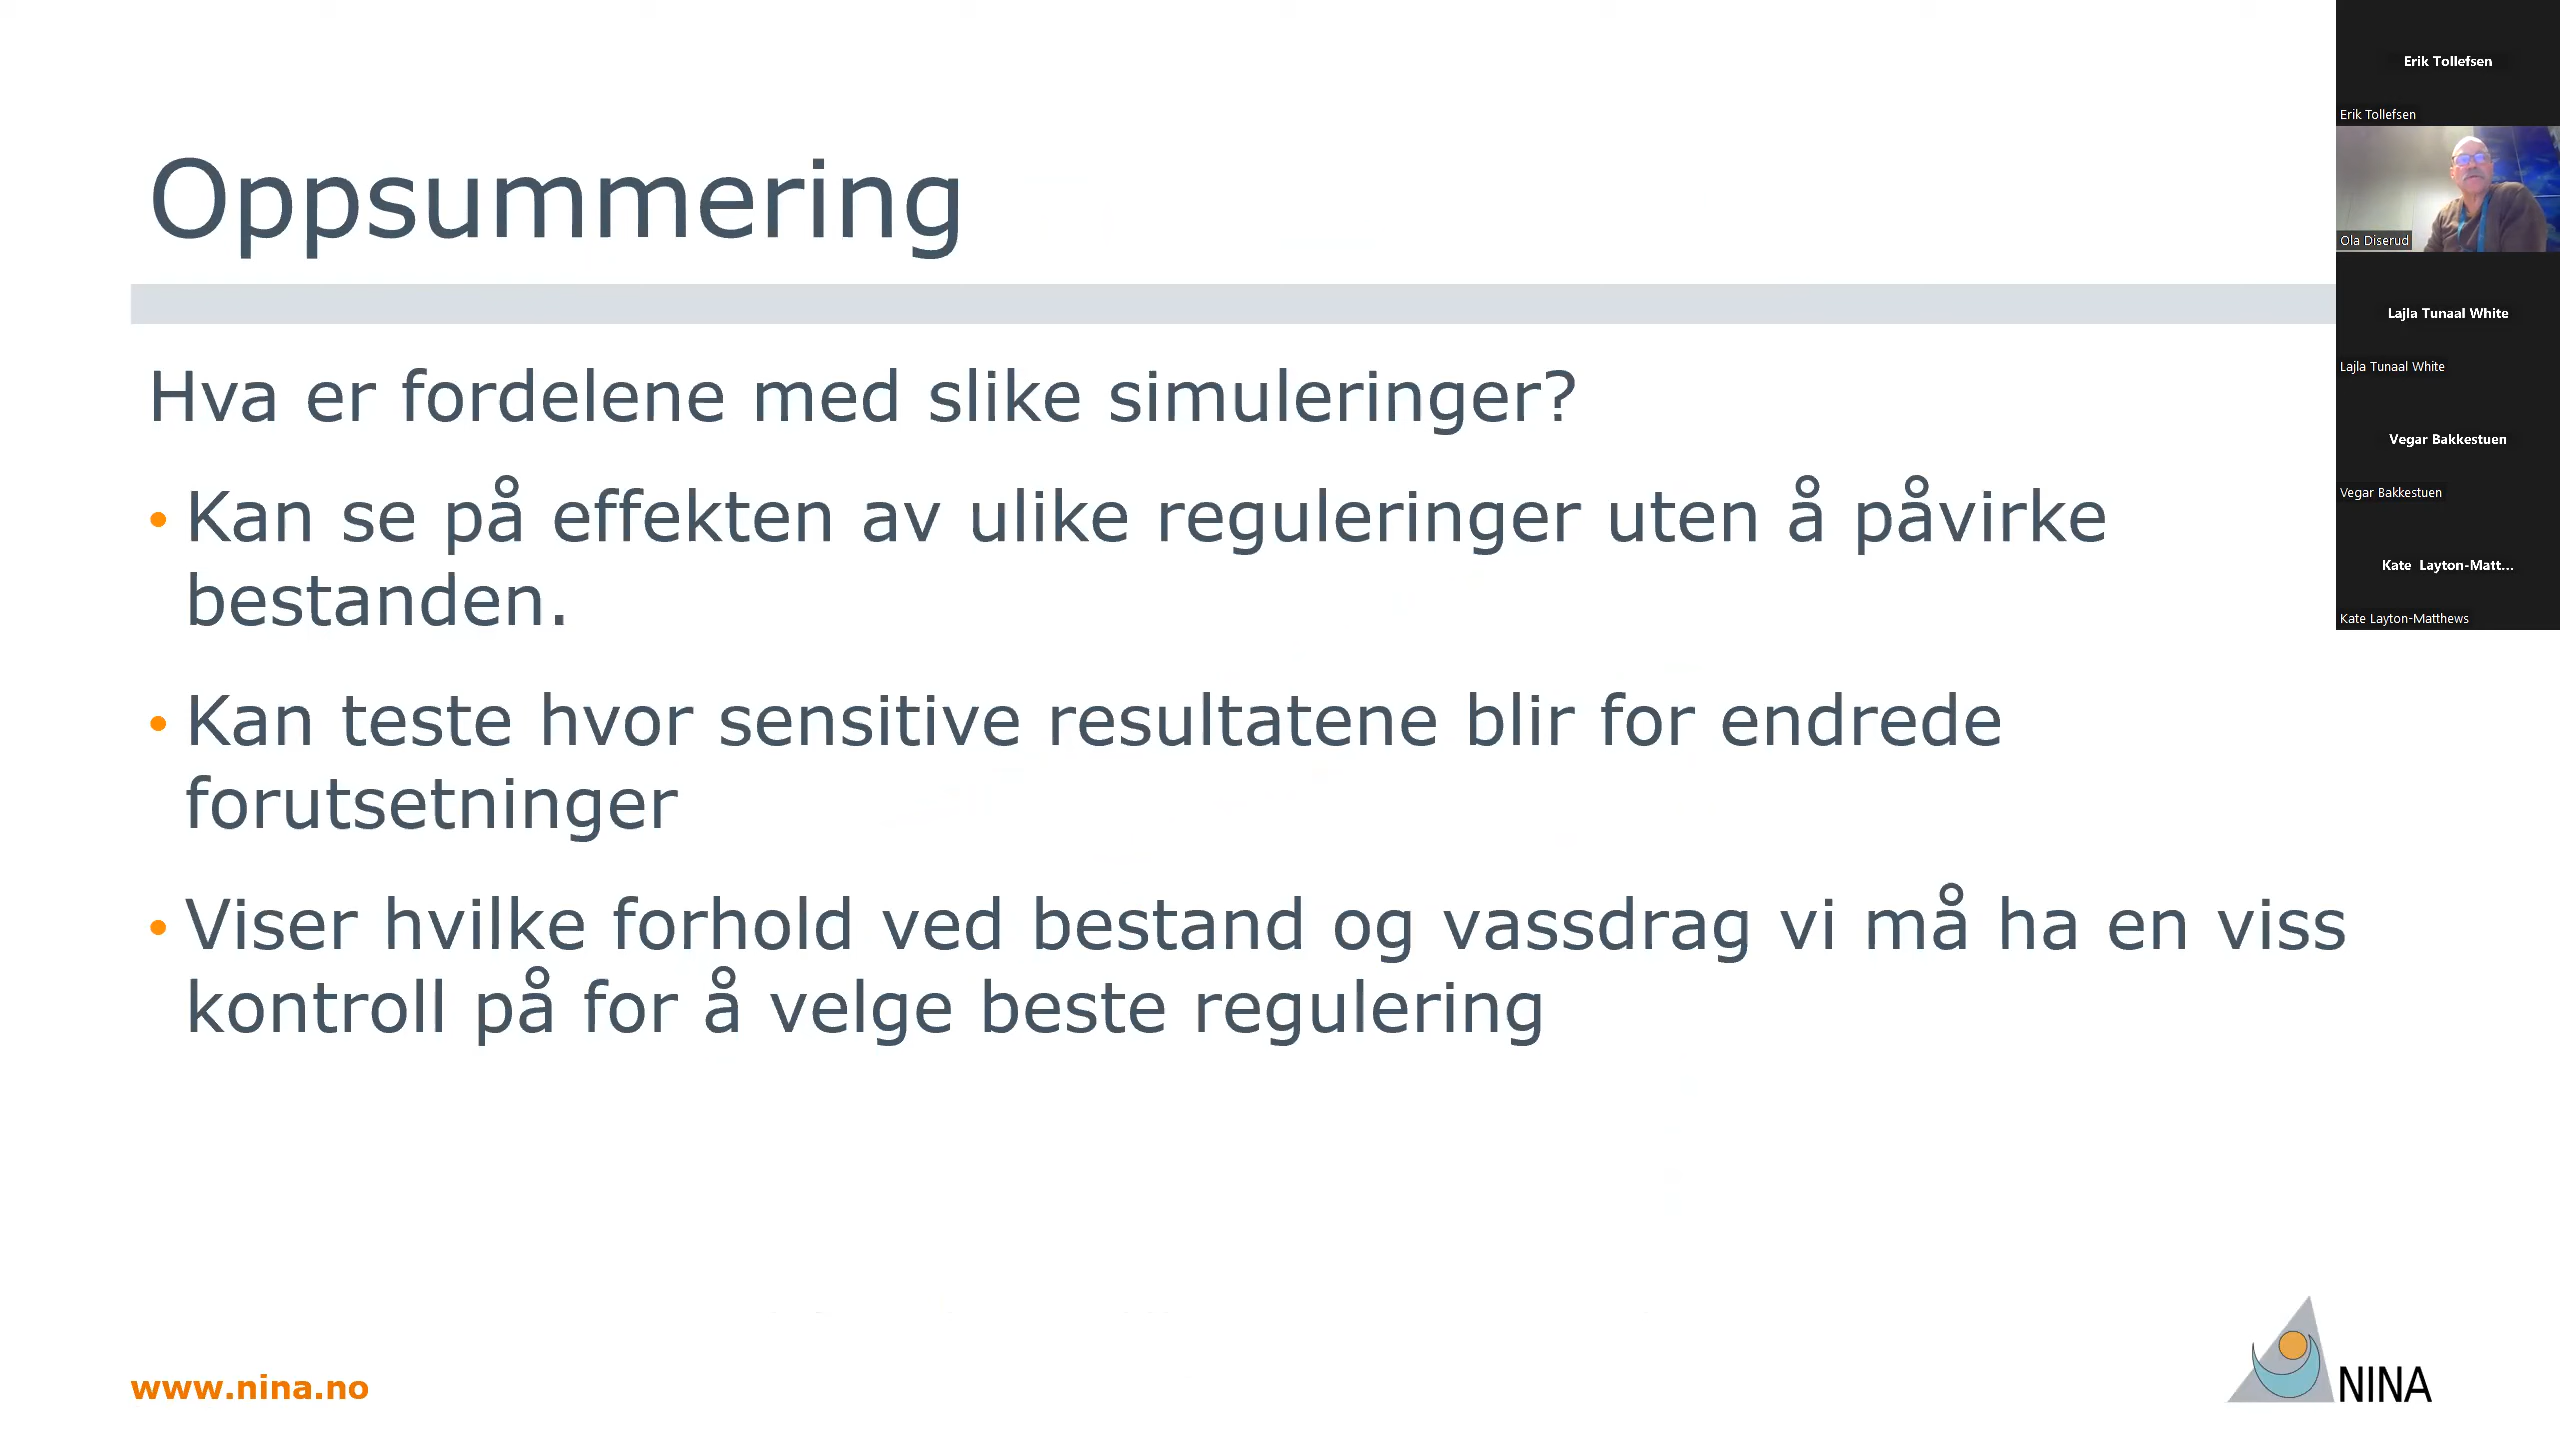 Oppsummering
Hva er fordelene med slike simuleringer?
• Kan se på effekten av ulike reguleringer uten å påvirke
bestanden.
• Kan teste hvor sensitive resultatene blir for endrede
forutsetninger
• Viser hvilke forhold ved bestand og vassdrag vi må ha en viss
kontroll på for å velge beste regulering
www.nina.no
NINA
Erik Tollefsen
Erik Tollefsen
Ola Diserud
Lajla Tunaal White
Lajla Tunaal White
Vegar Bakkestuen
Vegar Bakkestuen
Kate Layton-Matt...
Kate Layton-Matthews